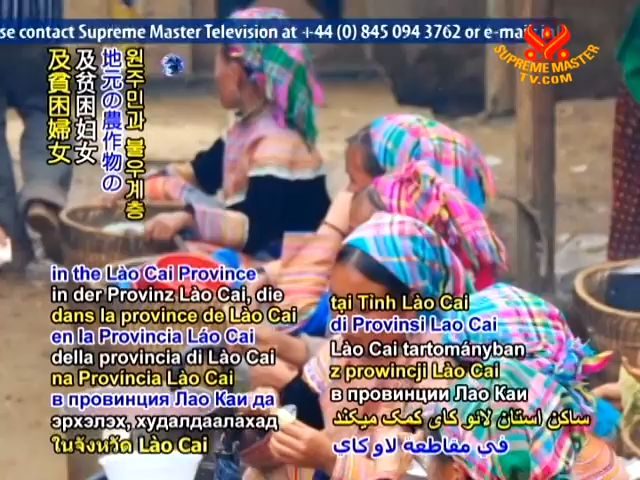 se contact Supreme Master Television at +44 (0) 845 094 3762 or e-mail:
SUPREME MASTER
TV.COM
원주민과 불우계층
地元の農作物の
及贫困妇女
及貧困婦女
in the Lào Cai Province
in der Provinz Lào Cai, die
dans la province de Lào Cai
en la Provincia Láo Cai
della provincia di Lào Cai
na Província Lào Cai
в провинция Лао Каи да
эрхэлэх, худалдаалахад
ในจังหวัด Lào Cai
tại Tỉnh Lào Cai
di Provinsi Lao Cai
Lào Cai tartományban
z prowincji Lào Cai
в провинции Лао Каи
ساکن استان لائو کای کمک میکند
في مقاطعة لاو كاي